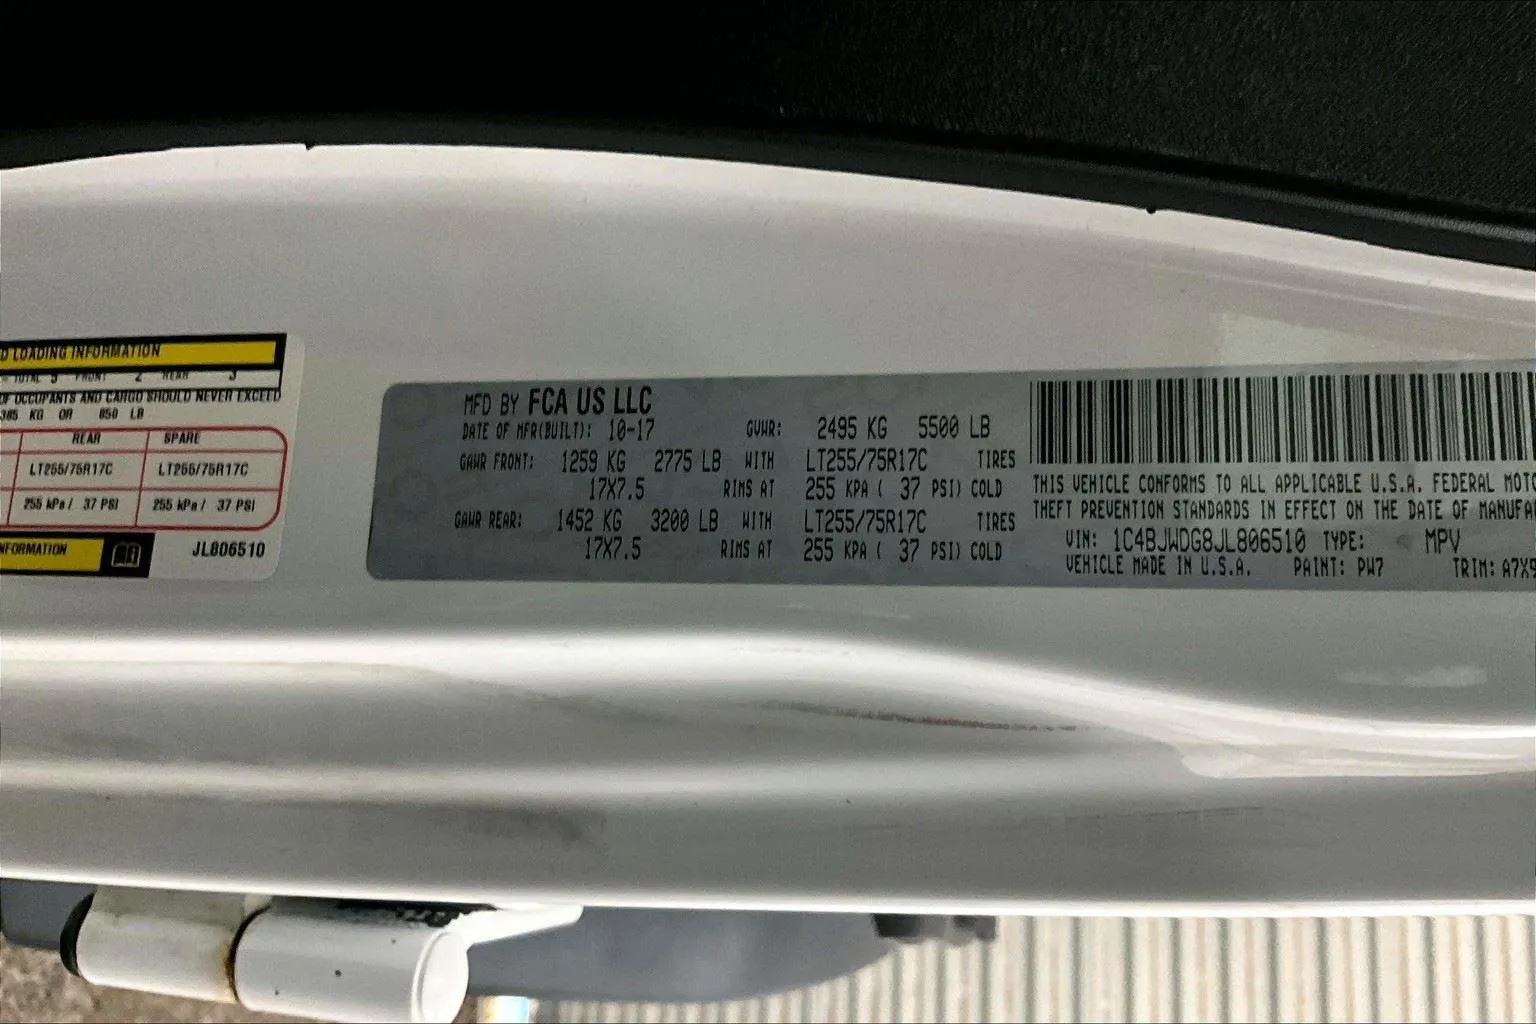 D LOADING INFORMATION
TOTAL 5 FRONT 2 REAR 3
OF OCCUPANTS AND CARGO SHOULD NEVER EXCEED
385 KG OR 850 LB
REAR SPARE
LT255/75R17C LT255/75R17C
255 kPa / 37 PSI 255 kPa / 37 PSI
NFORMATION JL806510
MFD BY FCA US LLC
DATE OF MFR(BUILT): 10-17 GVWR: 2495 KG 5500 LB
GAWR FRONT: 1259 KG 2775 LB WITH LT255/75R17C TIRES
17X7.5 RIMS AT 255 KPA ( 37 PSI) COLD
GAWR REAR: 1452 KG 3200 LB WITH LT255/75R17C TIRES
17X7.5 RIMS AT 255 KPA ( 37 PSI) COLD
THIS VEHICLE CONFORMS TO ALL APPLICABLE U.S.A. FEDERAL MOTO
THEFT PREVENTION STANDARDS IN EFFECT ON THE DATE OF MANUFA
VIN: 1C4BJWDG8JL806510 TYPE: MPV
VEHICLE MADE IN U.S.A. PAINT: PW7 TRIM: A7X9